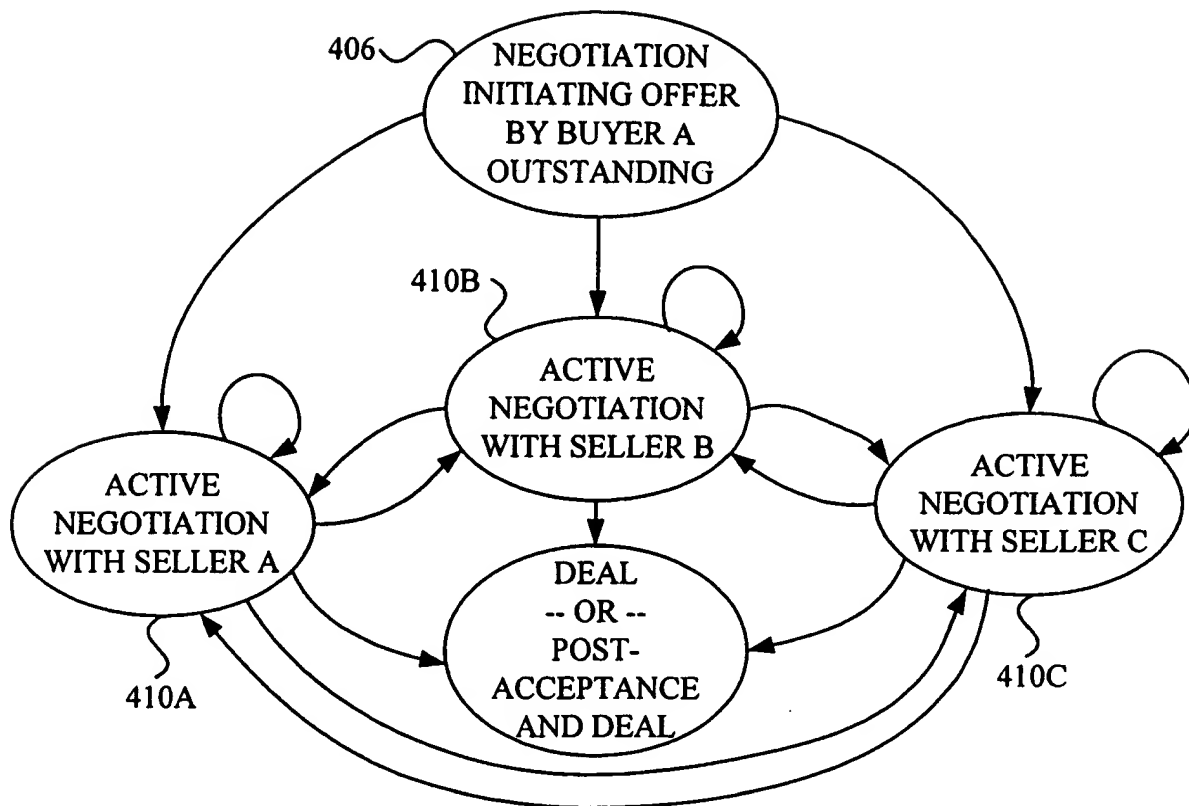 406
NEGOTIATION
INITIATING OFFER
BY BUYER A
OUTSTANDING
410B
ACTIVE
NEGOTIATION
WITH SELLER B
ACTIVE
NEGOTIATION
WITH SELLER A
410A
ACTIVE
NEGOTIATION
WITH SELLER C
410C
DEAL
-- OR --
POST-
ACCEPTANCE
AND DEAL